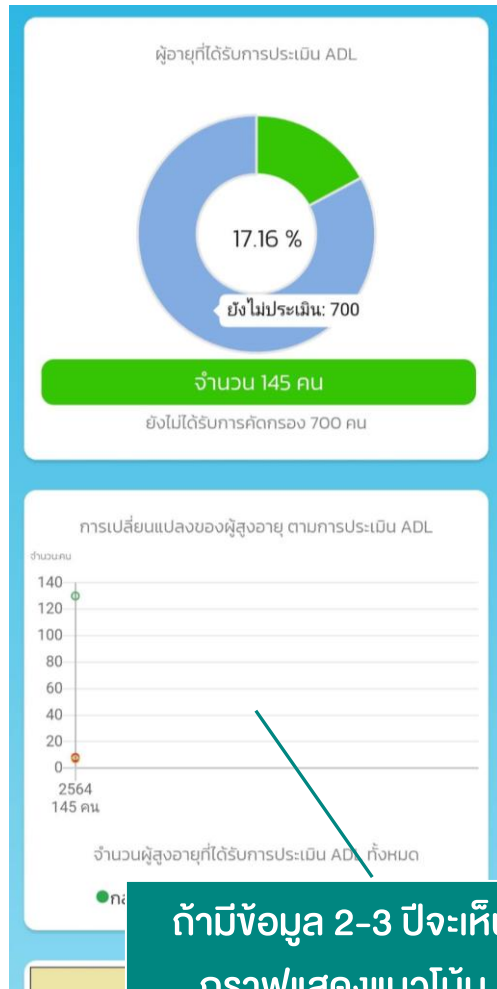 ผู้อายุที่ได้รับการประเมิน ADL
17.16 %
ยังไม่ประเมิน: 700
จำนวน 145 คน
ยังไม่ได้รับการคัดกรอง 700 คน
การเปลี่ยนแปลงของผู้สูงอายุ ตามการประเมิน ADL
จำนวน:คน
140
120
100
80
60
40
20
0
2564
145 คน
จำนวนผู้สูงอายุที่ได้รับการประเมิน ADL ทั้งหมด
ถ้ามีข้อมูล 2-3 ปีจะเห็น
กราฟแสดงแนวโน้ม